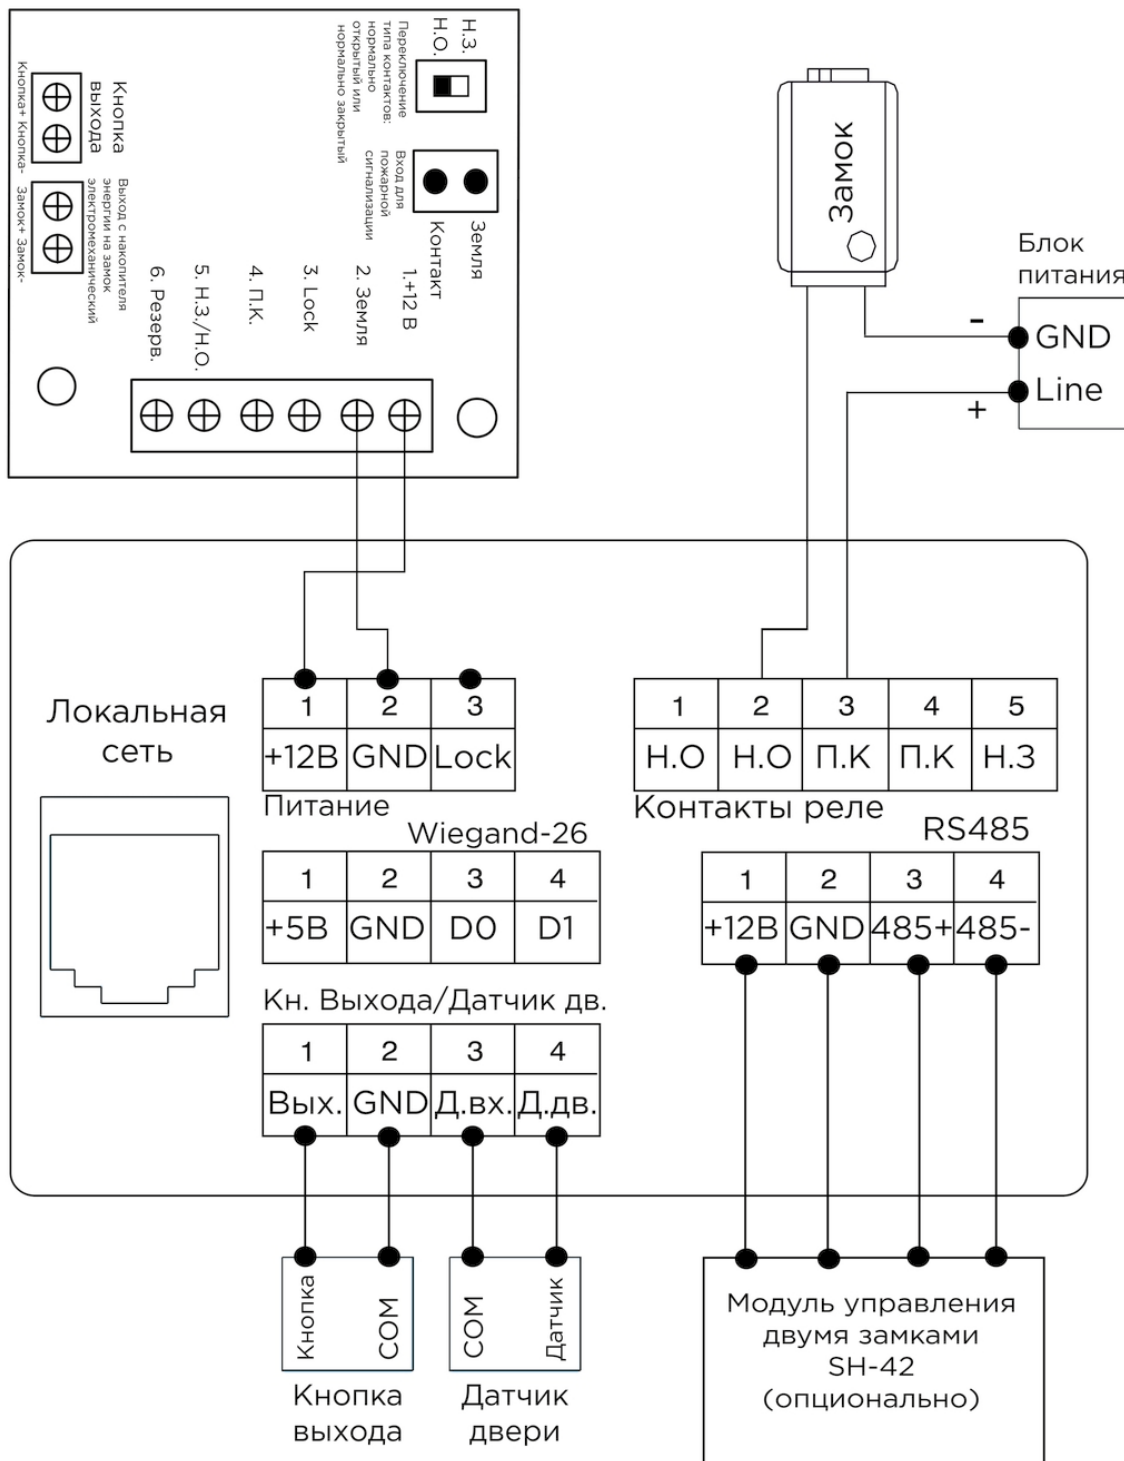 Н.З.
Н.О.
Переключение
типа контактов:
нормально
открытый или
нормально закрытый
Кнопка
выхода
Кнопка+ Кнопка-
Выход с накопителя
энергии на замок
электромеханический
Замок+ Замок-
Вход для
пожарной
сигнализации
Земля
Контакт
1.+12 В
2. Земля
3. Lock
4. П.К.
5. Н.З./Н.О.
6. Резерв.
Замок
Блок
питания
-
GND
Line
+
Локальная
сеть
1 2 3
+12В GND Lock
Питание
1 2 3 4 5
Н.О Н.О П.К П.К Н.З
Контакты реле
Wiegand-26
1 2 3 4
+5В GND D0 D1
RS485
1 2 3 4
+12В GND 485+ 485-
Кн. Выхода/Датчик дв.
1 2 3 4
Вых. GND Д.вх. Д.дв.
Кнопка
COM
COM
Датчик
Кнопка
выхода
Датчик
двери
Модуль управления
двумя замками
SH-42
(опционально)